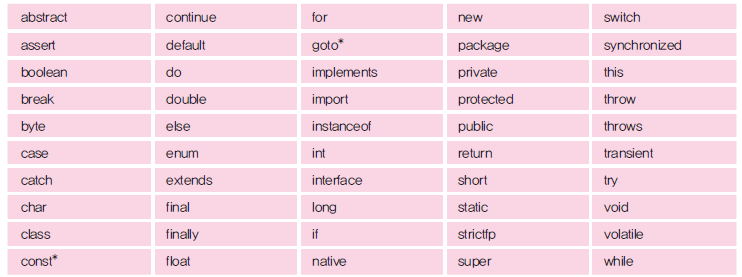 abstract continue for new switch
assert default goto* package synchronized
boolean do implements private this
break double import protected throw
byte else instanceof public throws
case enum int return transient
catch extends interface short try
char final long static void
class finally if strictfp volatile
const* float native super while